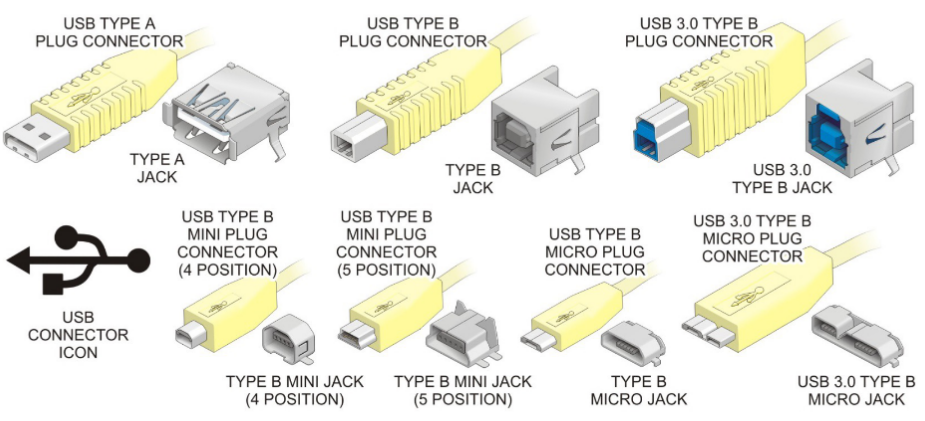 USB TYPE A
PLUG CONNECTOR
TYPE A
JACK
USB TYPE B
PLUG CONNECTOR
TYPE B
JACK
USB 3.0 TYPE B
PLUG CONNECTOR
USB 3.0
TYPE B JACK
USB
CONNECTOR
ICON
USB TYPE B
MINI PLUG
CONNECTOR
(4 POSITION)
TYPE B MINI JACK
(4 POSITION)
USB TYPE B
MINI PLUG
CONNECTOR
(5 POSITION)
TYPE B MINI JACK
(5 POSITION)
USB TYPE B
MICRO PLUG
CONNECTOR
TYPE B
MICRO JACK
USB 3.0 TYPE B
MICRO PLUG
CONNECTOR
USB 3.0 TYPE B
MICRO JACK